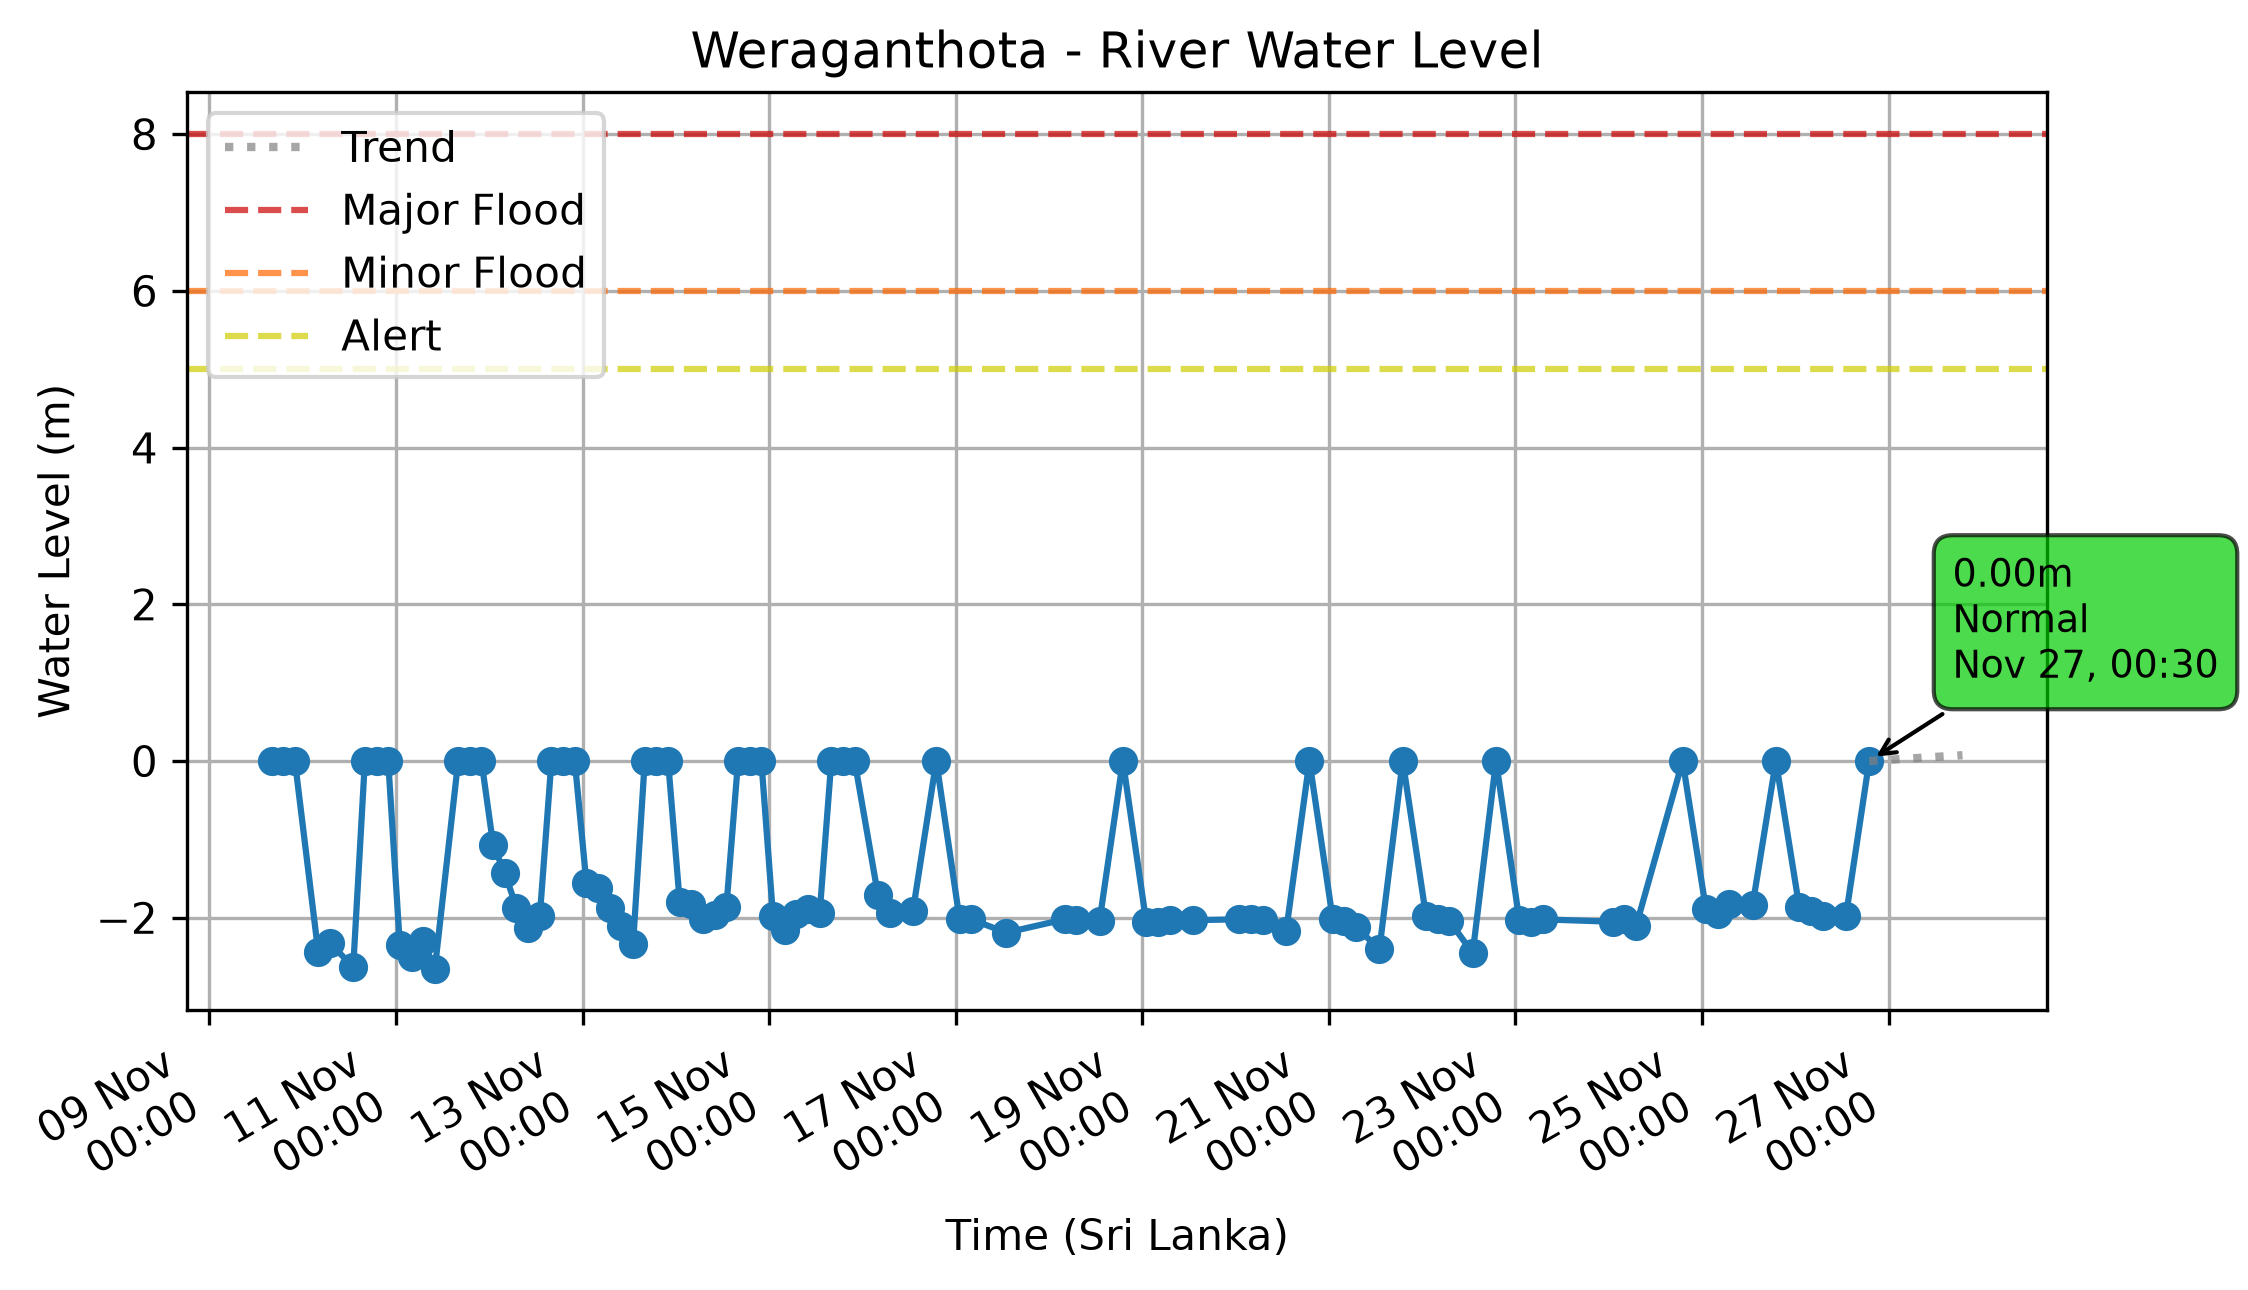 Weraganthota - River Water Level
Trend
Major Flood
Minor Flood
Alert
8
6
4
2
0
−2
Water Level (m)
0.00m
Normal
Nov 27, 00:30
09 Nov
00:00
11 Nov
00:00
13 Nov
00:00
15 Nov
00:00
17 Nov
00:00
19 Nov
00:00
21 Nov
00:00
23 Nov
00:00
25 Nov
00:00
27 Nov
00:00
Time (Sri Lanka)